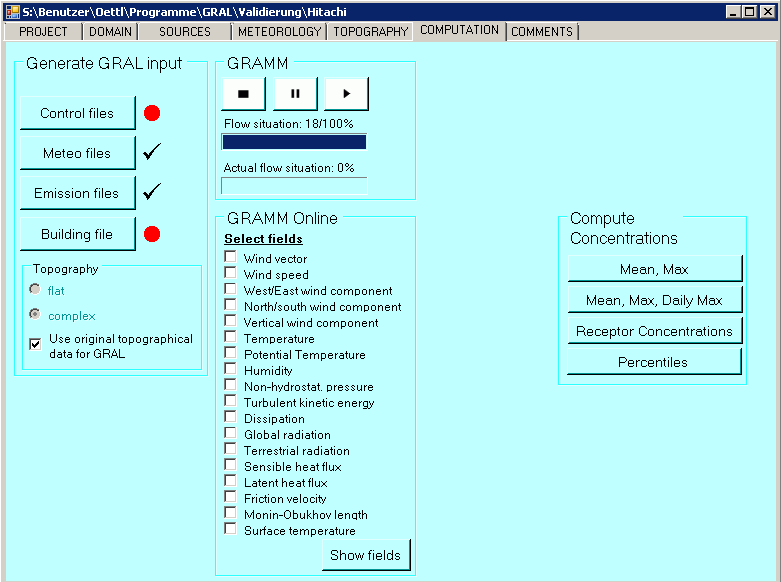 S:\Benutzer\Oettl\Programme\GRAL\Validierung\Hitachi
PROJECT DOMAIN SOURCES METEOROLOGY TOPOGRAPHY COMPUTATION COMMENTS
Generate GRAL input
Control files
Meteo files
Emission files
Building file
Topography
flat
complex
Use original topographical
data for GRAL
GRAMM
Flow situation: 18/100%
Actual flow situation: 0%
GRAMM Online
Select fields
Wind vector
Wind speed
West/East wind component
North/south wind component
Vertical wind component
Temperature
Potential Temperature
Humidity
Non-hydrostat. pressure
Turbulent kinetic energy
Dissipation
Global radiation
Terrestrial radiation
Sensible heat flux
Latent heat flux
Friction velocity
Monin-Obukhov length
Surface temperature
Show fields
Compute
Concentrations
Mean, Max
Mean, Max, Daily Max
Receptor Concentrations
Percentiles